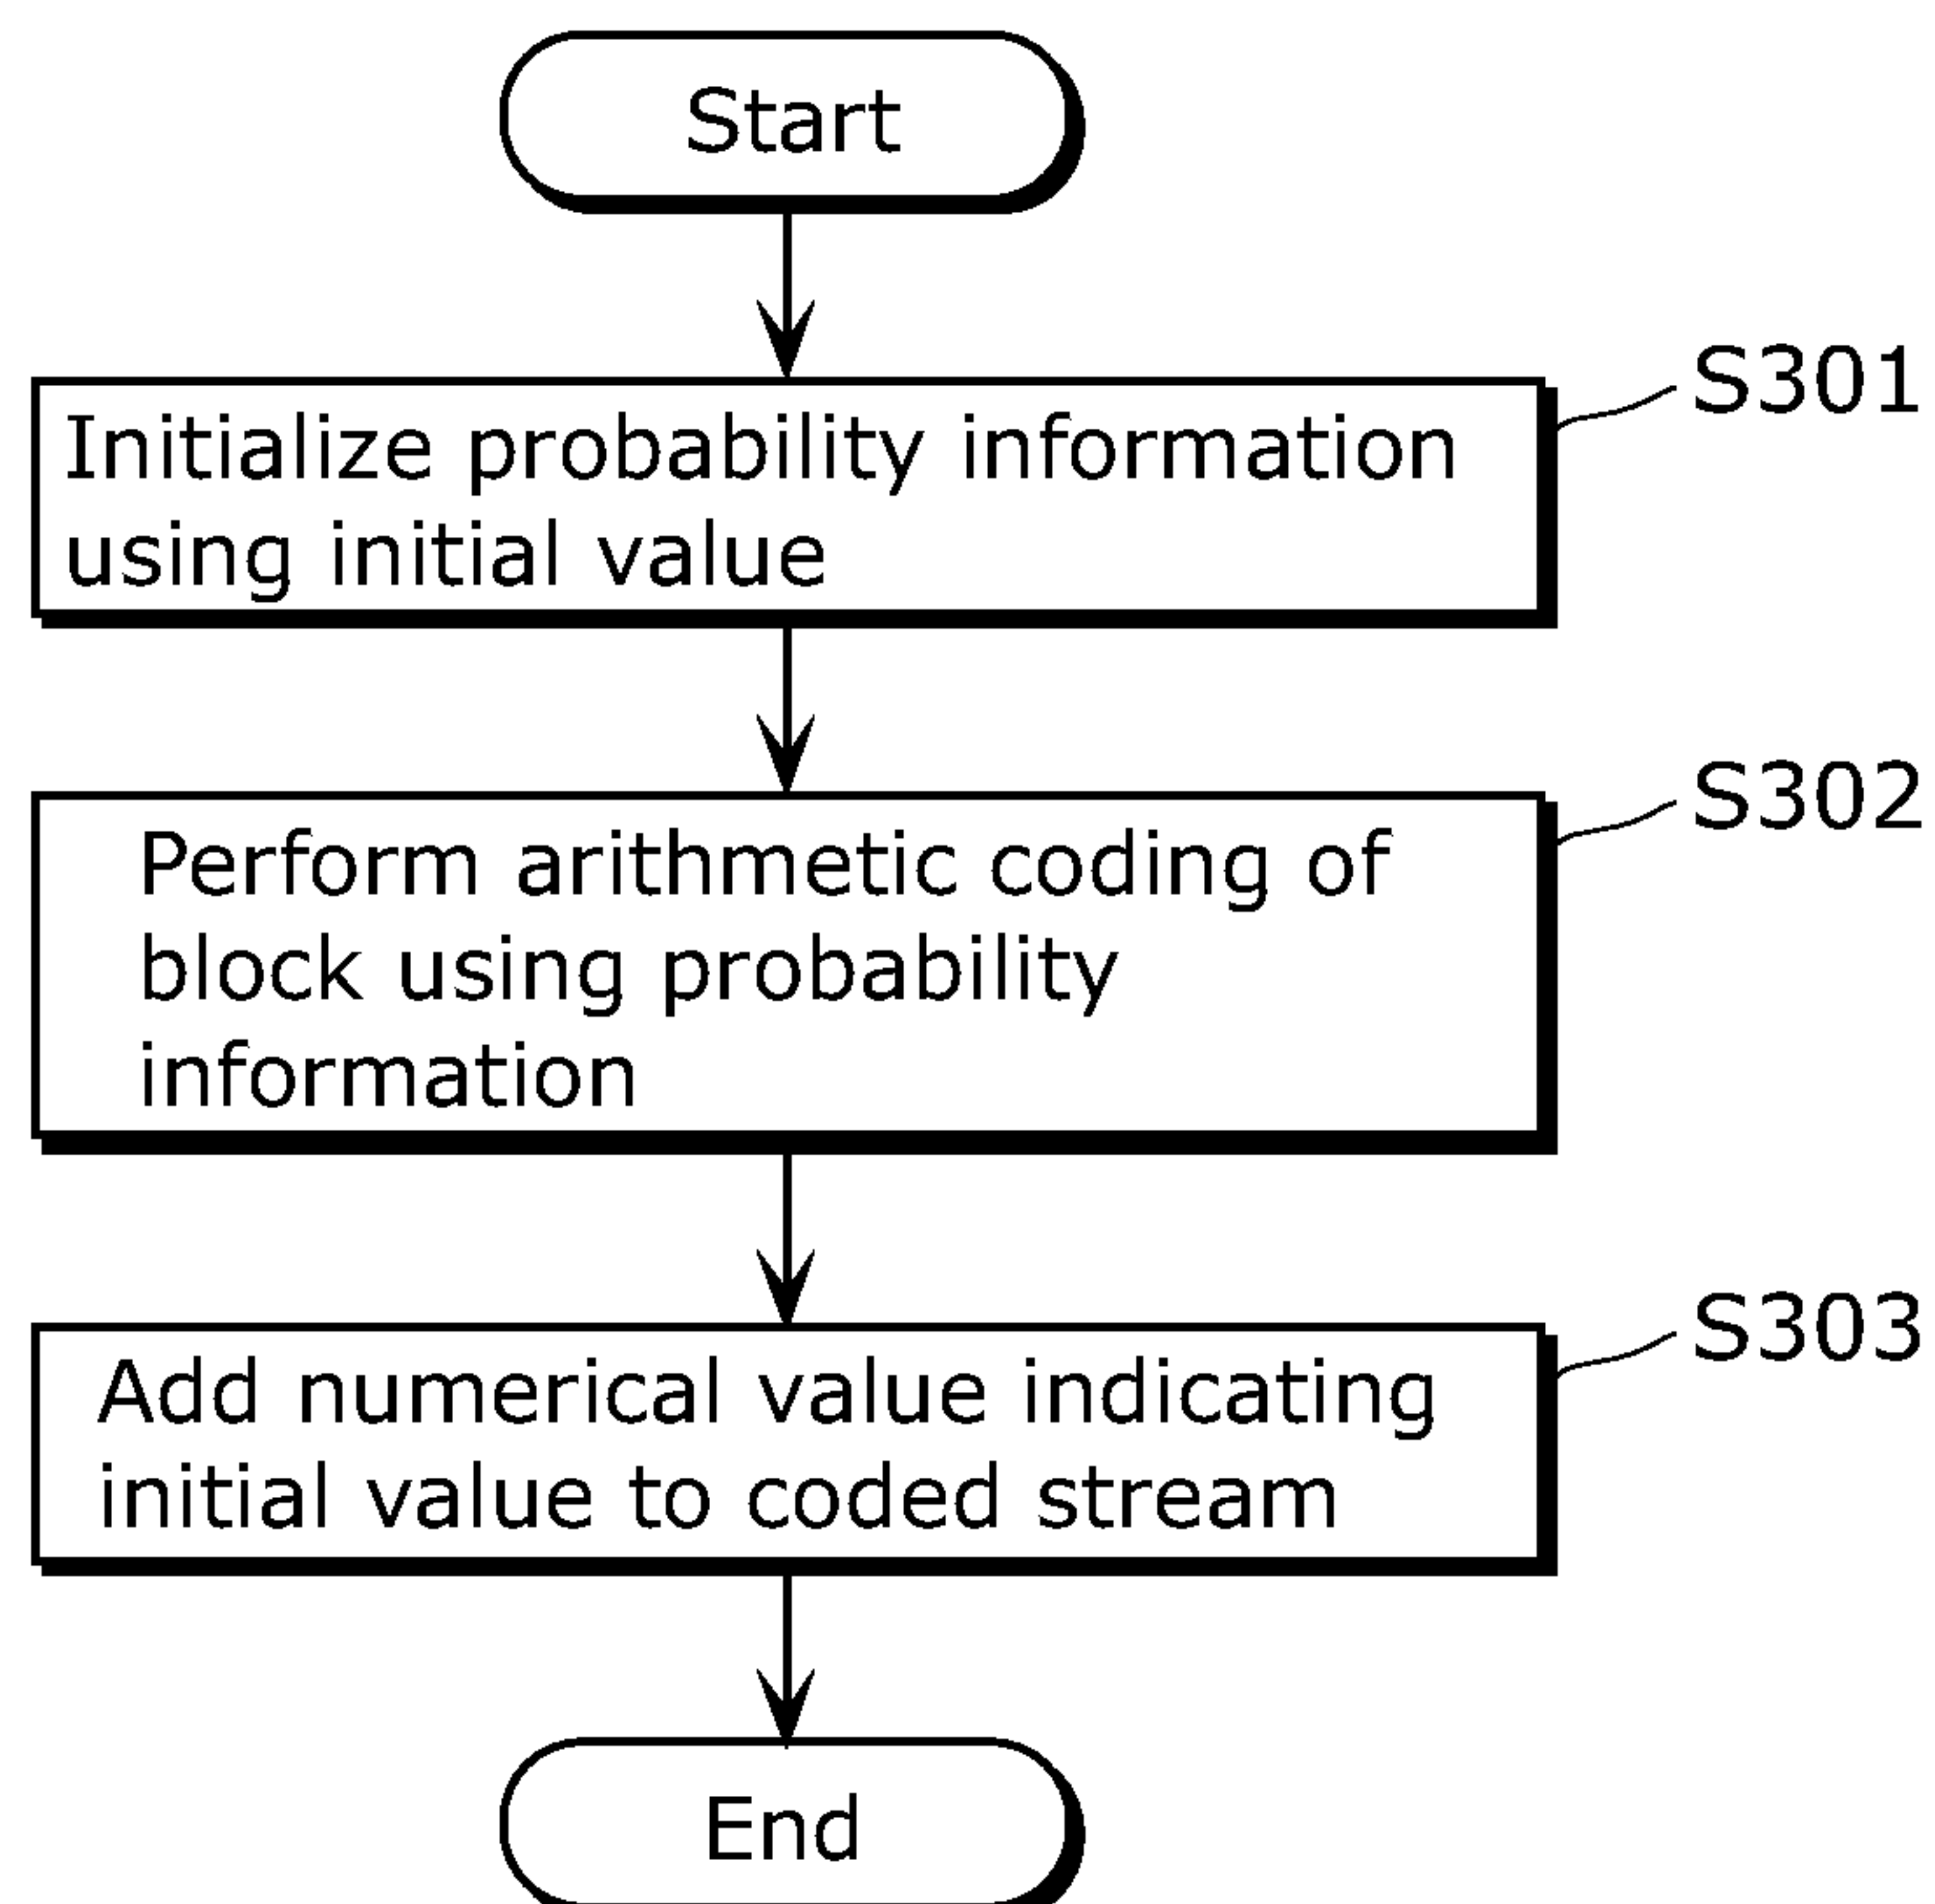 Start
S301
Initialize probability information
using initial value
S302
Perform arithmetic coding of
block using probability
information
S303
Add numerical value indicating
initial value to coded stream
End